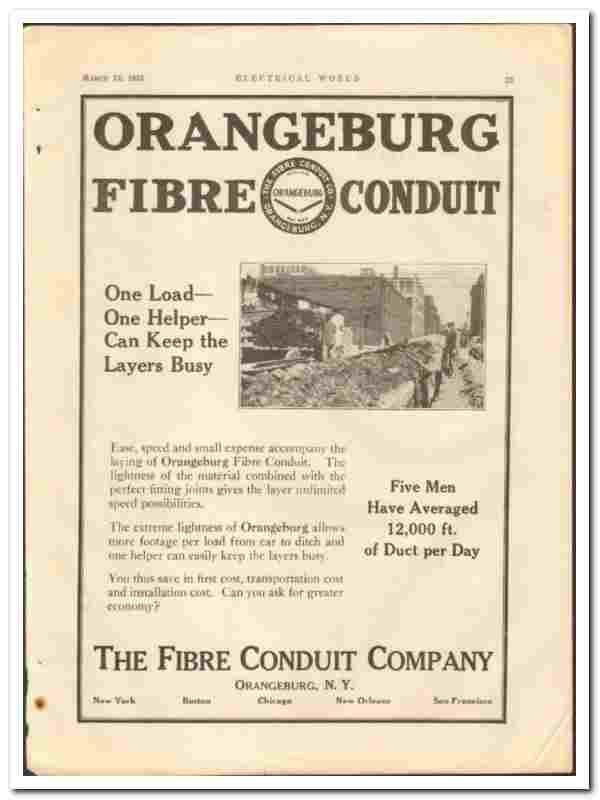 ELECTRICAL WORLD
ORANGEBURG
FIBRE CONDUIT
THE FIBRE CONDUIT CO.
ORANGEBURG
ORANGEBURG, N.Y.
One Load—
One Helper—
Can Keep the
Layers Busy
Ease, speed and small expense accompany the
laying of Orangeburg Fibre Conduit. The
lightness of the material combined with the
perfect fitting joints gives the layer unlimited
speed possibilities.
The extreme lightness of Orangeburg allows
more footage per load from car to ditch and
one helper can easily keep the layers busy.
You thus save in first cost, transportation cost
and installation cost. Can you ask for greater
economy?
Five Men
Have Averaged
12,000 ft.
of Duct per Day
THE FIBRE CONDUIT COMPANY
ORANGEBURG, N. Y.
New York Boston Chicago New Orleans San Francisco